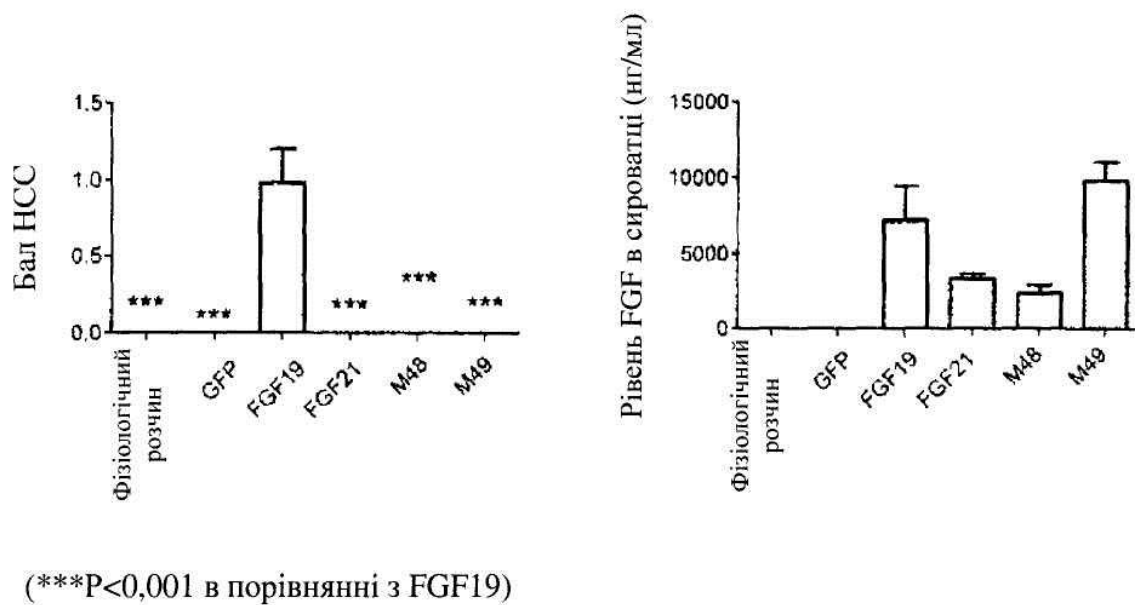 Бал НСС
1.5
1.0
0.5
0.0
***
***
***
***
***
Фізіологічний
розчин
GFP
FGF19
FGF21
M48
M49
Рівень FGF в сироватці (нг/мл)
15000
10000
5000
0
Фізіологічний
розчин
GFP
FGF19
FGF21
M48
M49
(***P<0,001 в порівнянні з FGF19)